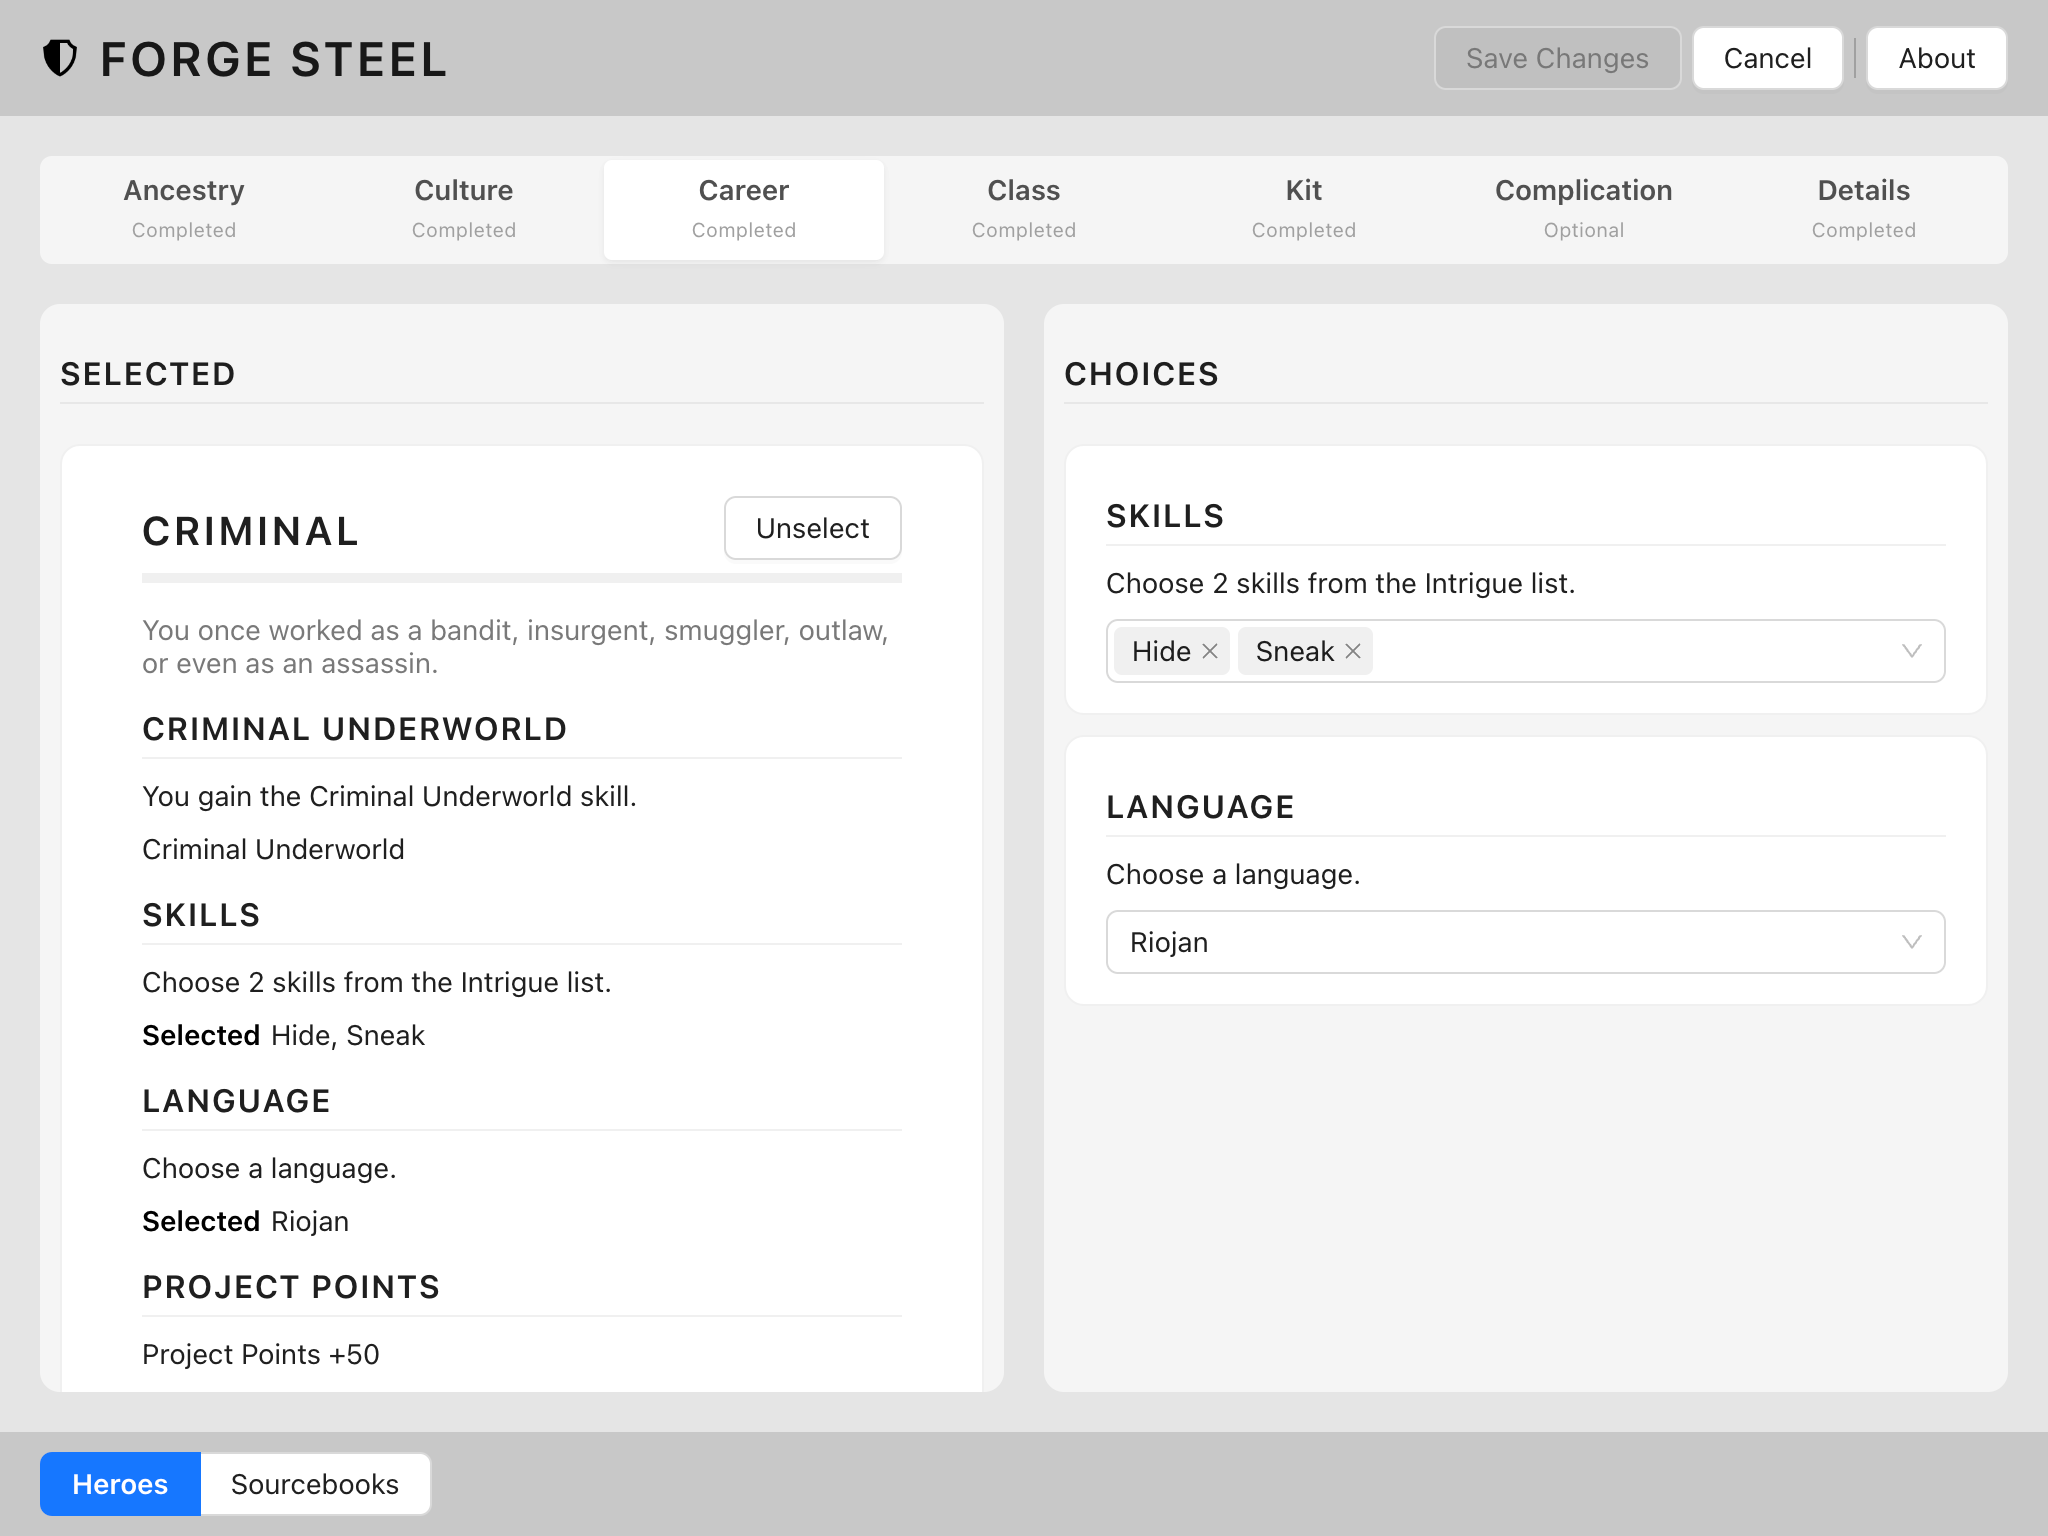 FORGE STEEL
Save Changes
Cancel
About
Ancestry
Completed
Culture
Completed
Career
Completed
Class
Completed
Kit
Completed
Complication
Optional
Details
Completed
SELECTED
CRIMINAL
Unselect
You once worked as a bandit, insurgent, smuggler, outlaw,
or even as an assassin.
CRIMINAL UNDERWORLD
You gain the Criminal Underworld skill.
Criminal Underworld
SKILLS
Choose 2 skills from the Intrigue list.
Selected Hide, Sneak
LANGUAGE
Choose a language.
Selected Riojan
PROJECT POINTS
Project Points +50
CHOICES
SKILLS
Choose 2 skills from the Intrigue list.
Hide Sneak
LANGUAGE
Choose a language.
Riojan
Heroes
Sourcebooks